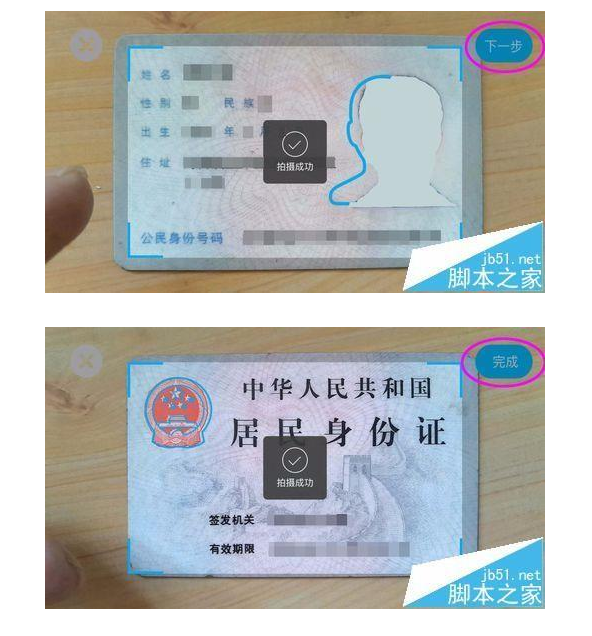 下一步
姓名
性别 民族
出生 年 月
住址
拍摄成功
公民身份号码
jb51.net
脚本之家
完成
中华人民共和国
居民身份证
拍摄成功
签发机关
有效期限
jb51.net
脚本之家